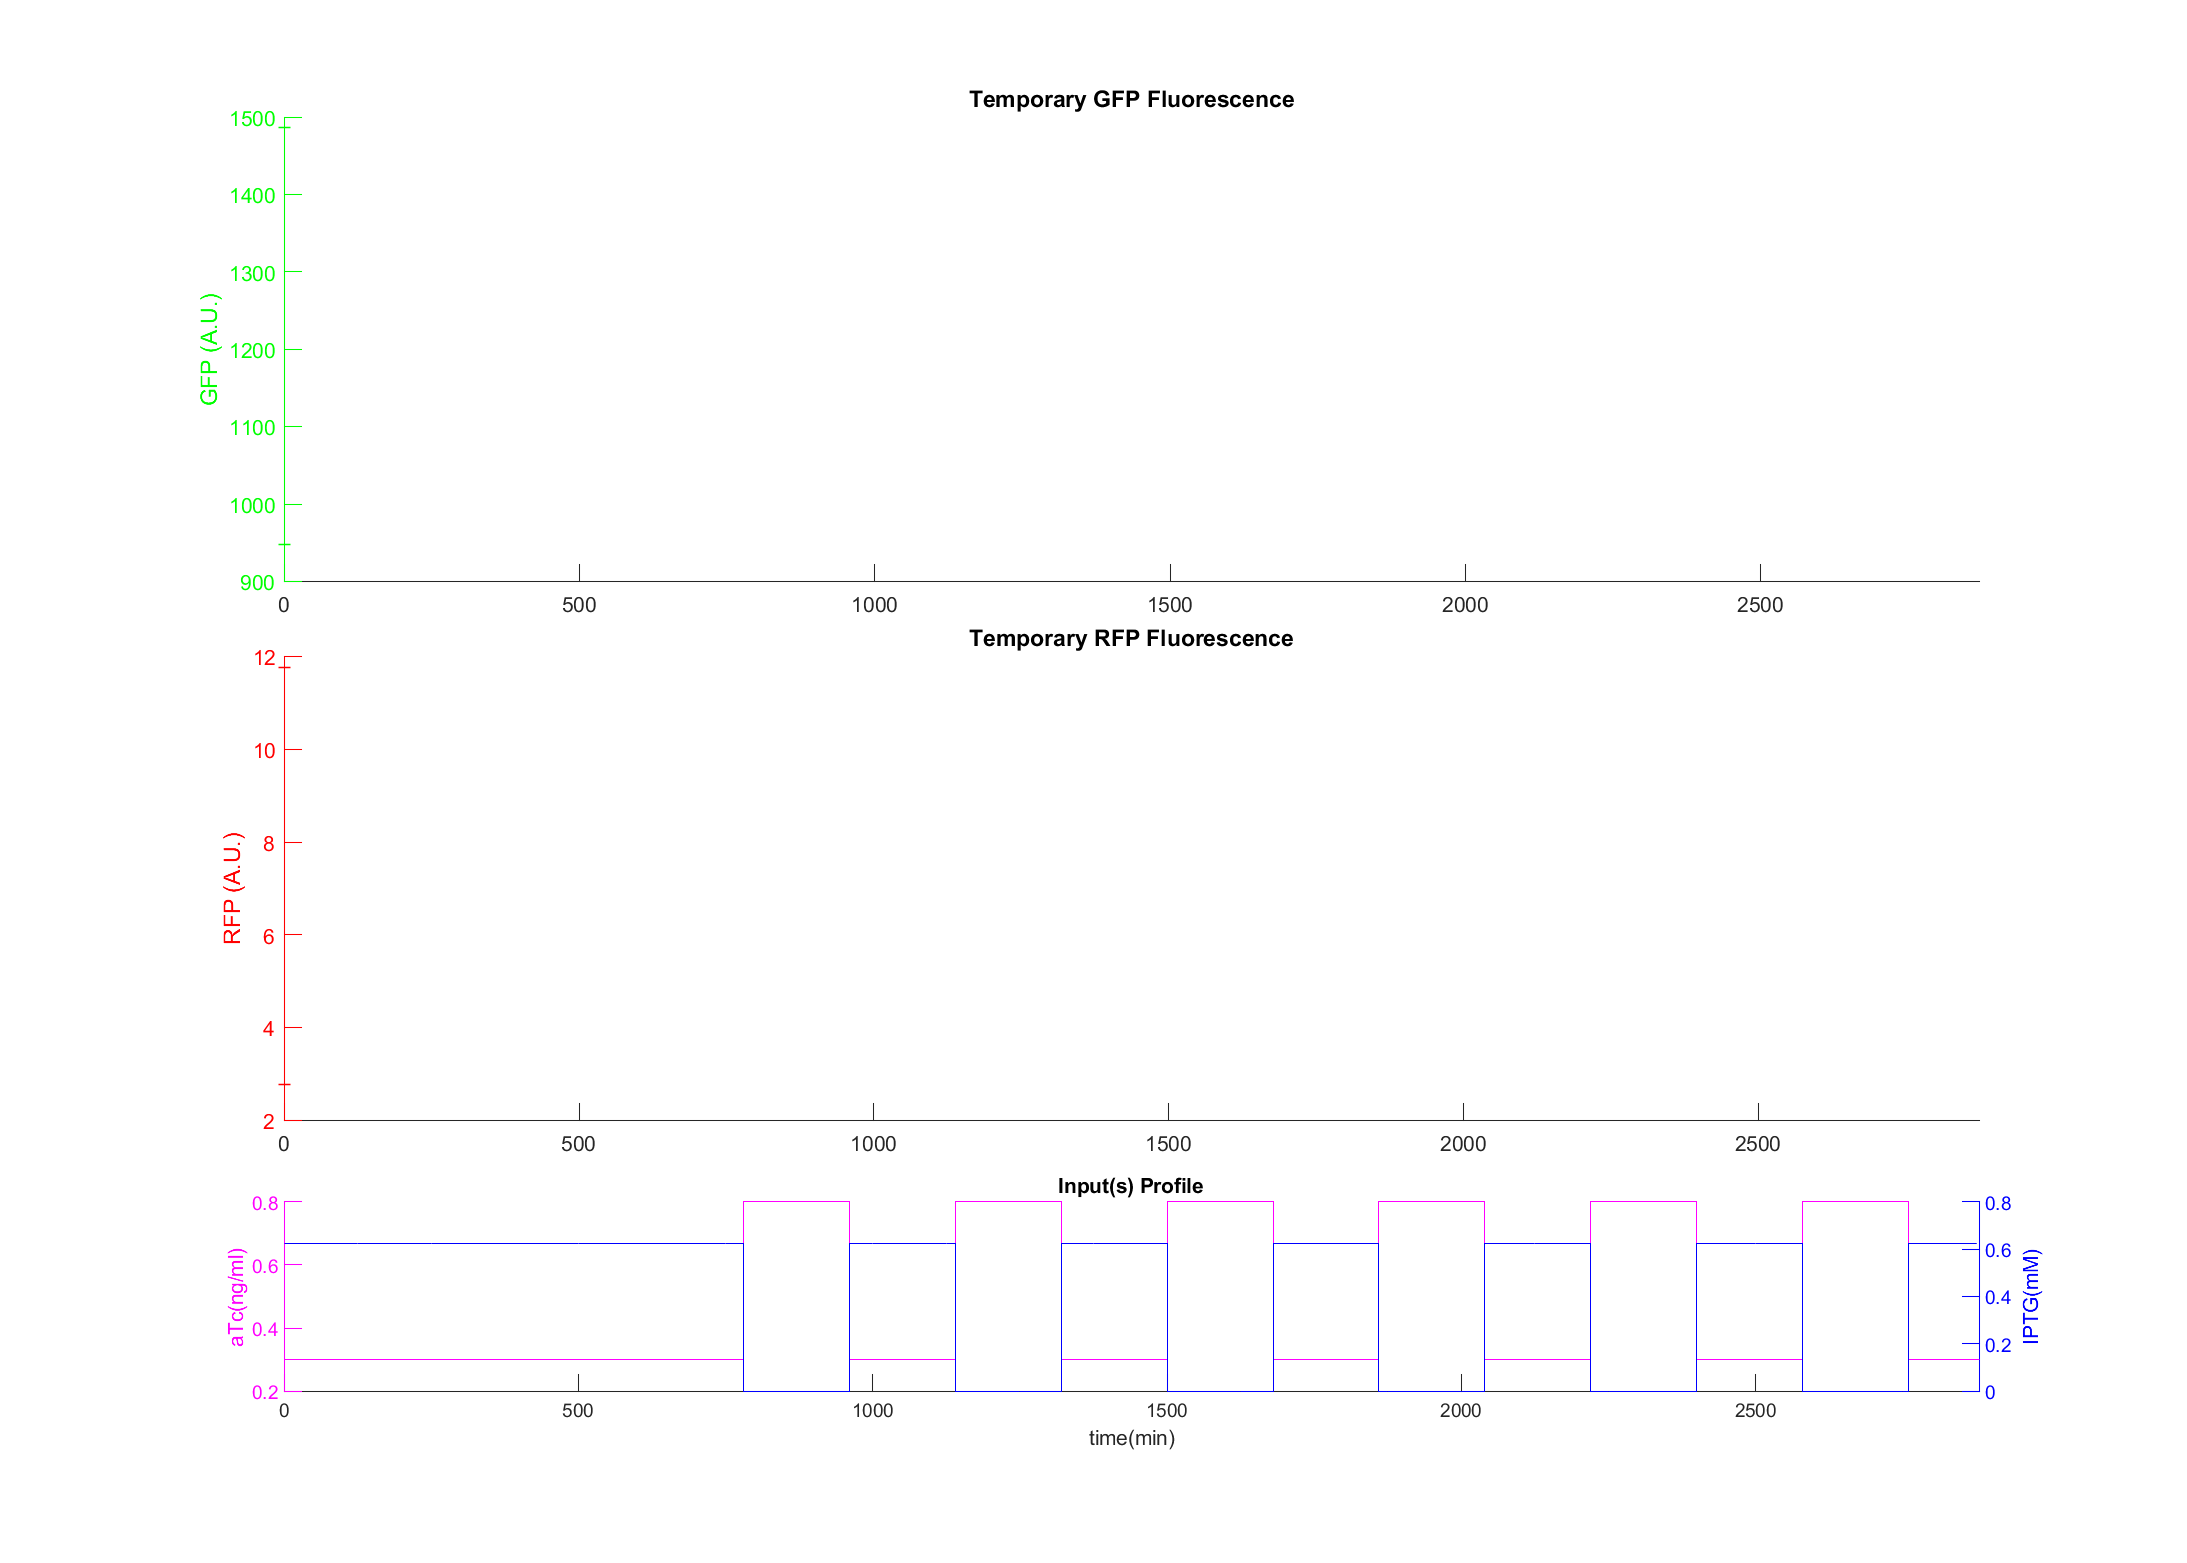 Temporary GFP Fluorescence
1500
1400
1300
1200
1100
1000
900
GFP (A.U.)
0 500 1000 1500 2000 2500
Temporary RFP Fluorescence
12
10
8
6
4
2
RFP (A.U.)
0 500 1000 1500 2000 2500
Input(s) Profile
0.8
0.6
0.4
0.2
aTc(ng/ml)
0.8
0.6
0.4
0.2
0
IPTG(mM)
0 500 1000 1500 2000 2500
time(min)